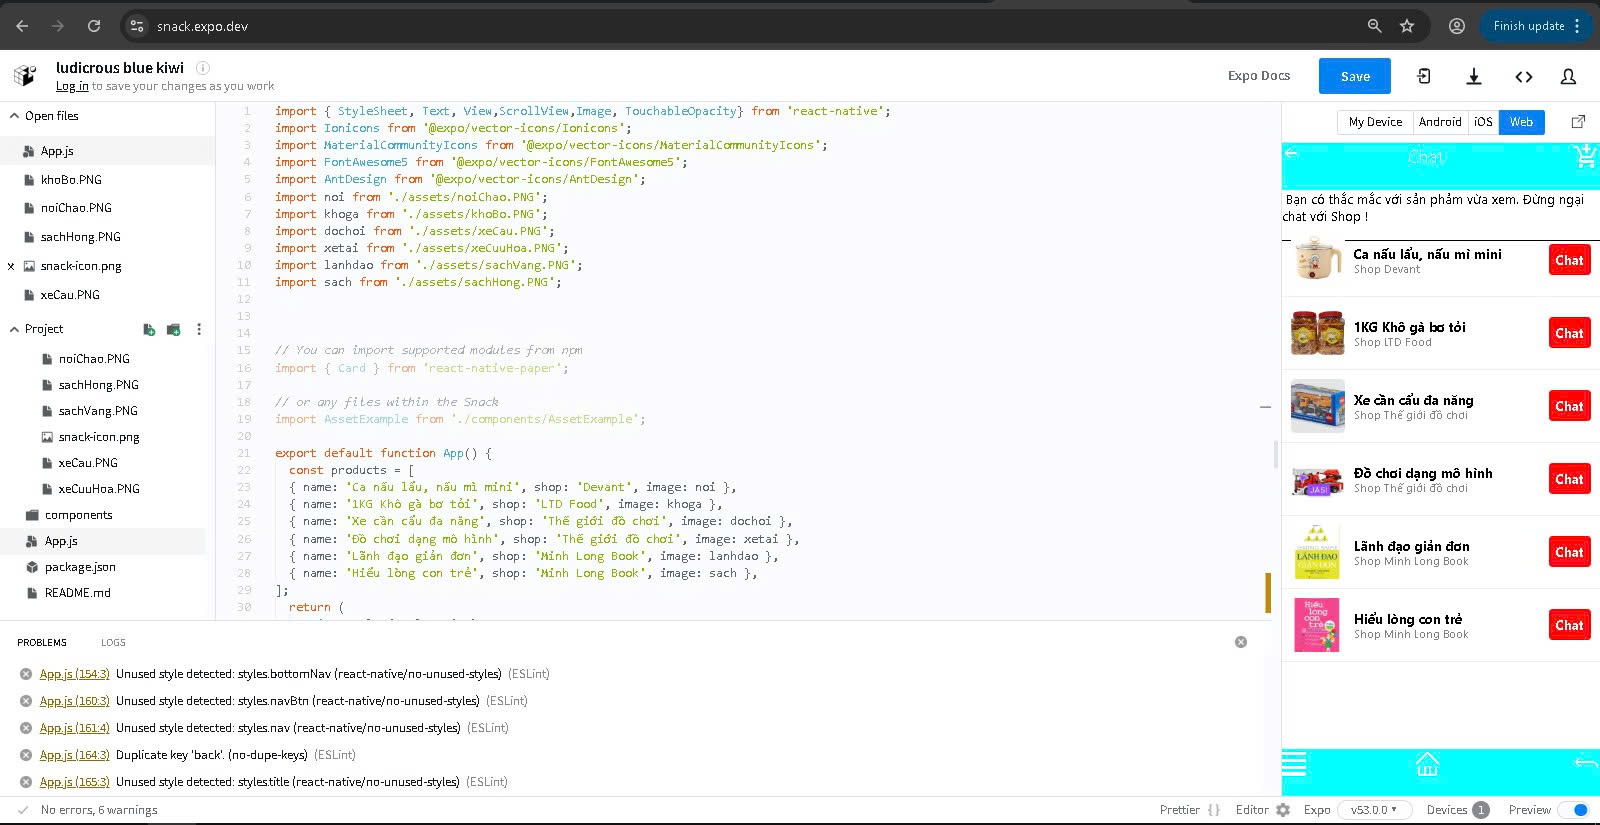 snack.expo.dev
Finish update
ludicrous blue kiwi
Log in to save your changes as you work
Expo Docs
Save
Open files
App.js
khoBo.PNG
noiChao.PNG
sachHong.PNG
snack-icon.png
xeCau.PNG
Project
noiChao.PNG
sachHong.PNG
sachVang.PNG
snack-icon.png
xeCau.PNG
xeCuuHoa.PNG
components
App.js
package.json
README.md
1 import { StyleSheet, Text, View,ScrollView,Image, TouchableOpacity} from 'react-native';
2 import Ionicons from '@expo/vector-icons/Ionicons';
3 import MaterialCommunityIcons from '@expo/vector-icons/MaterialCommunityIcons';
4 import FontAwesome5 from '@expo/vector-icons/FontAwesome5';
5 import AntDesign from '@expo/vector-icons/AntDesign';
6 import noi from './assets/noiChao.PNG';
7 import khoga from './assets/khoBo.PNG';
8 import dochoi from './assets/xeCau.PNG';
9 import xetai from './assets/xeCuuHoa.PNG';
10 import lanhdao from './assets/sachVang.PNG';
11 import sach from './assets/sachHong.PNG';
12
13
14
15 // You can import supported modules from npm
16 import { Card } from 'react-native-paper';
17
18 // or any files within the Snack
19 import AssetExample from './components/AssetExample';
20
21 export default function App() {
22 const products = [
23 { name: 'Ca nấu lẩu, nấu mì mini', shop: 'Devant', image: noi },
24 { name: '1KG Khô gà bơ tỏi', shop: 'LTD Food', image: khoga },
25 { name: 'Xe cần cẩu đa năng', shop: 'Thế giới đồ chơi', image: dochoi },
26 { name: 'Đồ chơi dạng mô hình', shop: 'Thế giới đồ chơi', image: xetai },
27 { name: 'Lãnh đạo giản đơn', shop: 'Minh Long Book', image: lanhdao },
28 { name: 'Hiểu lòng con trẻ', shop: 'Minh Long Book', image: sach },
29 ];
30 return (
My Device Android iOS Web
Chat
Bạn có thắc mắc với sản phẩm vừa xem. Đừng ngại
chat với Shop !
Ca nấu lẩu, nấu mì mini
Shop Devant
Chat
1KG Khô gà bơ tỏi
Shop LTD Food
Chat
Xe cần cẩu đa năng
Shop Thế giới đồ chơi
Chat
JASI
Đồ chơi dạng mô hình
Shop Thế giới đồ chơi
Chat
LÃNH ĐẠO
GIẢN ĐƠN
Lãnh đạo giản đơn
Shop Minh Long Book
Chat
Hiểu
lòng
con
trẻ
Hiểu lòng con trẻ
Shop Minh Long Book
Chat
PROBLEMS LOGS
App.js (154:3) Unused style detected: styles.bottomNav (react-native/no-unused-styles) (ESLint)
App.js (160:3) Unused style detected: styles.navBtn (react-native/no-unused-styles) (ESLint)
App.js (161:4) Unused style detected: styles.nav (react-native/no-unused-styles) (ESLint)
App.js (164:3) Duplicate key 'back'. (no-dupe-keys) (ESLint)
App.js (165:3) Unused style detected: styles.title (react-native/no-unused-styles) (ESLint)
No errors, 6 warnings
Prettier { } Editor Expo v53.0.0 Devices 1 Preview